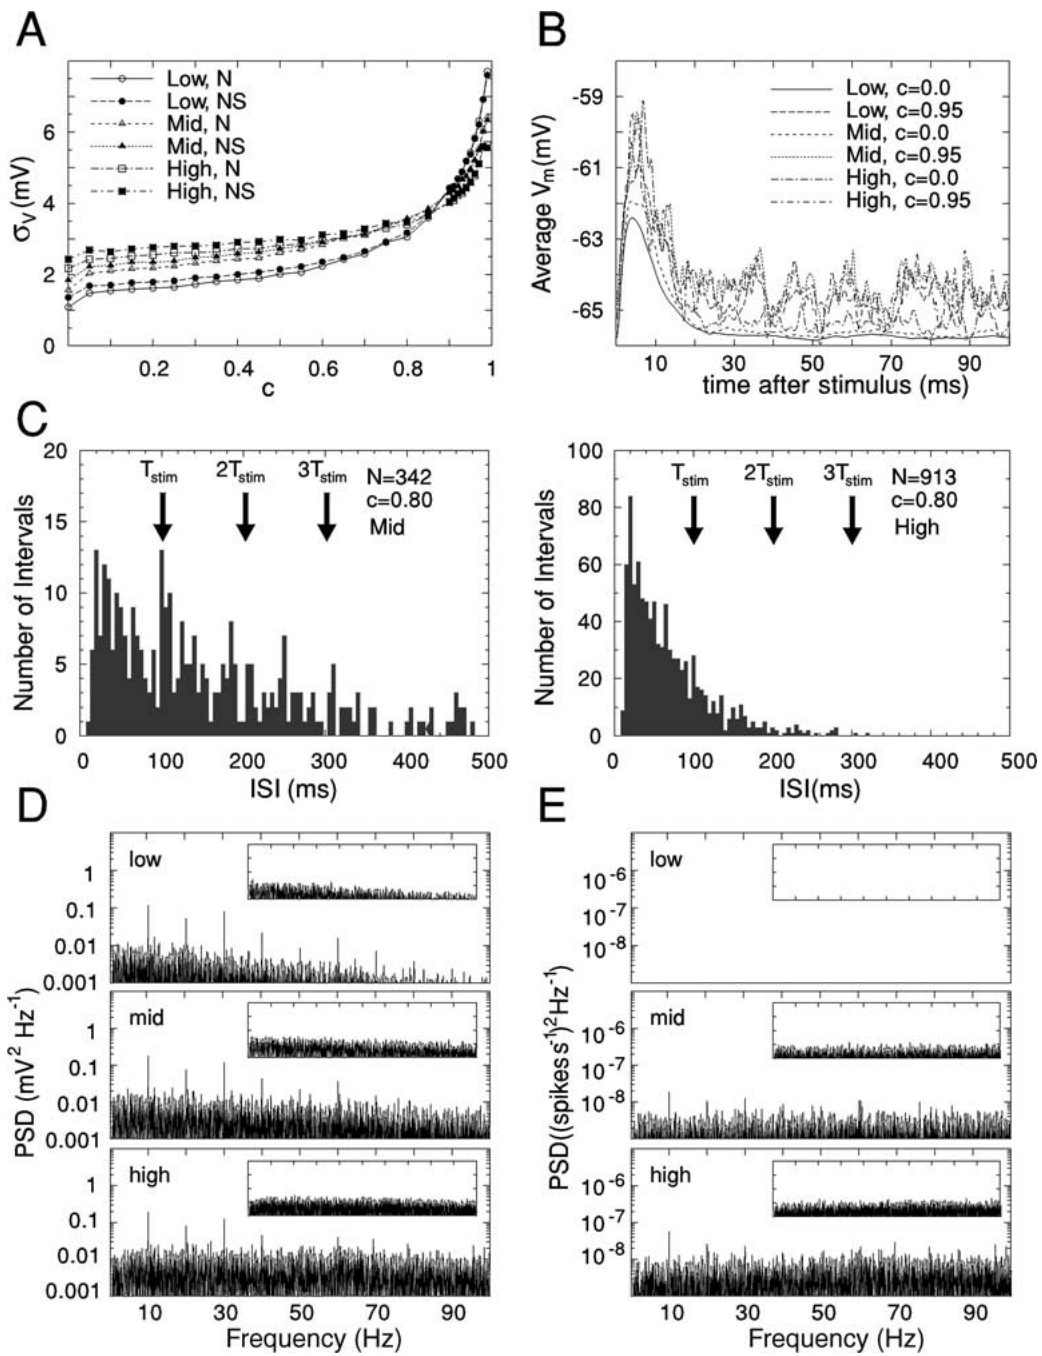 A
Low, N
Low, NS
Mid, N
Mid, NS
High, N
High, NS
6
4
2
0
σV (mV)
0.2 0.4 0.6 0.8 1
c
B
Low, c=0.0
Low, c=0.95
Mid, c=0.0
Mid, c=0.95
High, c=0.0
High, c=0.95
-59
-61
-63
-65
Average Vm(mV)
10 30 50 70 90
time after stimulus (ms)
C
20
15
10
5
0
Number of Intervals
Tstim 2Tstim 3Tstim
N=342
c=0.80
Mid
0 100 200 300 400 500
ISI (ms)
100
80
60
40
20
0
Number of Intervals
Tstim 2Tstim 3Tstim
N=913
c=0.80
High
0 100 200 300 400 500
ISI(ms)
D
low
1
0.1
0.01
0.001
mid
1
0.1
0.01
0.001
high
1
0.1
0.01
0.001
PSD (mV² Hz⁻¹)
10 30 50 70 90
Frequency (Hz)
E
low
10⁻⁶
10⁻⁷
10⁻⁸
mid
10⁻⁶
10⁻⁷
10⁻⁸
high
10⁻⁶
10⁻⁷
10⁻⁸
PSD((spikes s⁻¹)²Hz⁻¹)
10 30 50 70 90
Frequency (Hz)